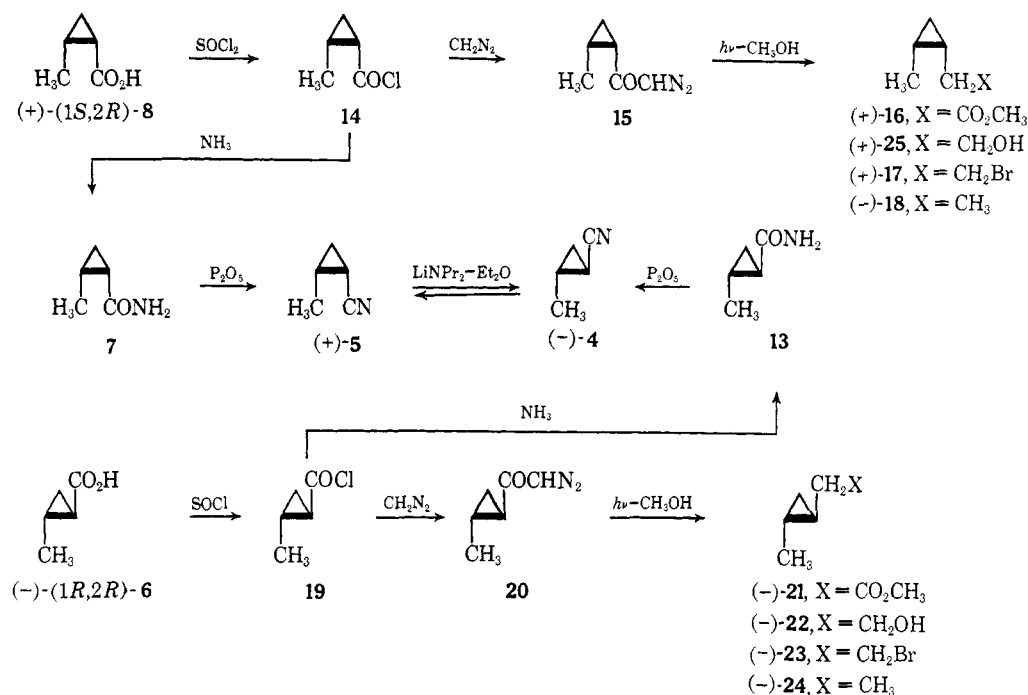 SOCl₂ CH₂N₂ hν–CH₃OH
H₃C CO₂H H₃C COCl H₃C COCHN₂ H₃C CH₂X
(+)-(1S,2R)-8 14 15 (+)-16, X = CO₂CH₃
(+)-25, X = CH₂OH
(+)-17, X = CH₂Br
(−)-18, X = CH₃
NH₃
CN CONH₂
P₂O₅ LiNPr₂–Et₂O P₂O₅
H₃C CONH₂ H₃C CN CH₃ CH₃
7 (+)-5 (−)-4 13
NH₃
CO₂H COCl COCHN₂ CH₂X
SOCl CH₂N₂ hν–CH₃OH
CH₃ CH₃ CH₃ CH₃
(−)-(1R,2R)-6 19 20 (−)-21, X = CO₂CH₃
(−)-22, X = CH₂OH
(−)-23, X = CH₂Br
(−)-24, X = CH₃